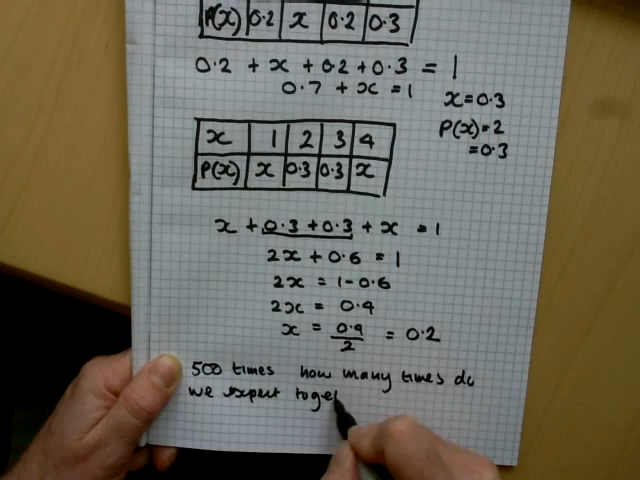 P(x) 0.2 x 0.2 0.3
0.2 + x + 0.2 + 0.3 = 1
0.7 + x = 1
x = 0.3
P(x) = 2
= 0.3
x 1 2 3 4
P(x) x 0.3 0.3 x
x + 0.3 + 0.3 + x = 1
2x + 0.6 = 1
2x = 1 - 0.6
2x = 0.4
x = 0.4/2 = 0.2
500 times how many times do
we expect to get